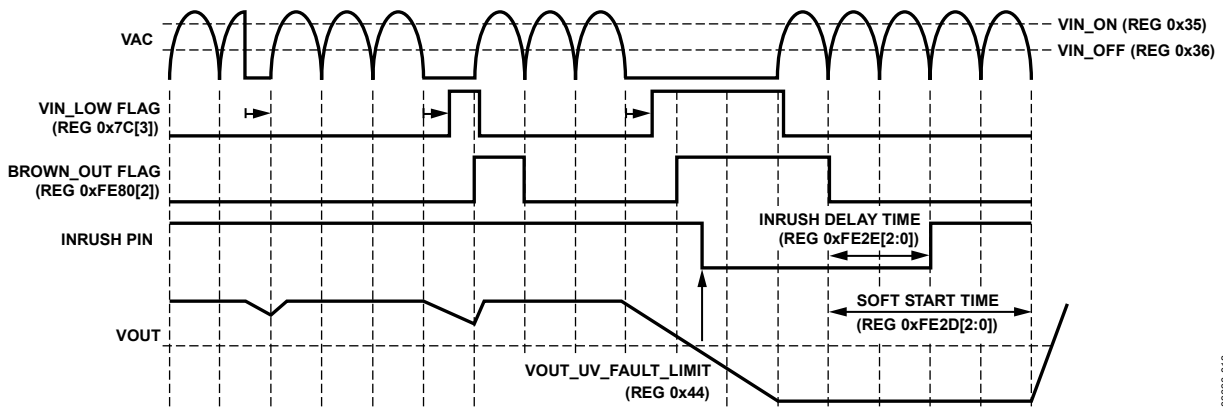 VAC
VIN_ON (REG 0x35)
VIN_OFF (REG 0x36)
VIN_LOW FLAG
(REG 0x7C[3])
BROWN_OUT FLAG
(REG 0xFE80[2])
INRUSH PIN
INRUSH DELAY TIME
(REG 0xFE2E[2:0])
SOFT START TIME
(REG 0xFE2D[2:0])
VOUT
VOUT_UV_FAULT_LIMIT
(REG 0x44)